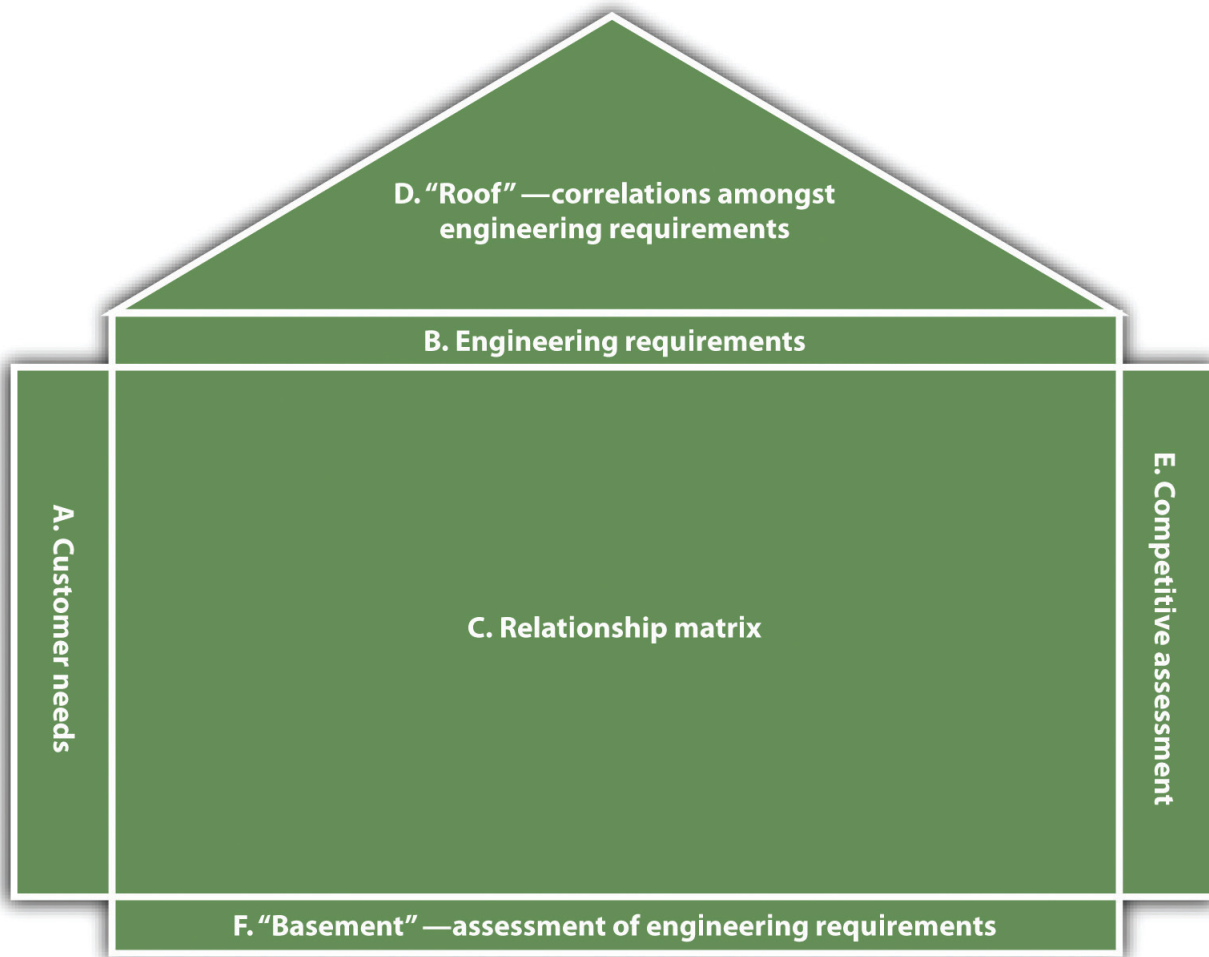 D. “Roof” —correlations amongst
engineering requirements
B. Engineering requirements
A. Customer needs
C. Relationship matrix
E. Competitive assessment
F. “Basement” —assessment of engineering requirements